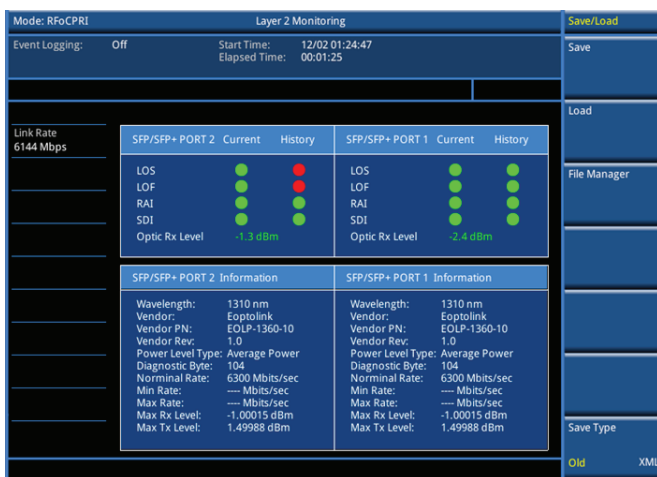 Mode: RFoCPRI
Layer 2 Monitoring
Save/Load
Event Logging: Off
Start Time: 12/02 01:24:47
Elapsed Time: 00:01:25
Save
Load
File Manager
Save Type
Old XML
Link Rate
6144 Mbps
SFP/SFP+ PORT 2 Current History
LOS
LOF
RAI
SDI
Optic Rx Level -1.3 dBm
SFP/SFP+ PORT 1 Current History
LOS
LOF
RAI
SDI
Optic Rx Level -2.4 dBm
SFP/SFP+ PORT 2 Information
Wavelength: 1310 nm
Vendor: Eoptolink
Vendor PN: EOLP-1360-10
Vendor Rev: 1.0
Power Level Type: Average Power
Diagnostic Byte: 104
Norminal Rate: 6300 Mbits/sec
Min Rate: ---- Mbits/sec
Max Rate: ---- Mbits/sec
Max Rx Level: -1.00015 dBm
Max Tx Level: 1.49988 dBm
SFP/SFP+ PORT 1 Information
Wavelength: 1310 nm
Vendor: Eoptolink
Vendor PN: EOLP-1360-10
Vendor Rev: 1.0
Power Level Type: Average Power
Diagnostic Byte: 104
Norminal Rate: 6300 Mbits/sec
Min Rate: ---- Mbits/sec
Max Rate: ---- Mbits/sec
Max Rx Level: -1.00015 dBm
Max Tx Level: 1.49988 dBm